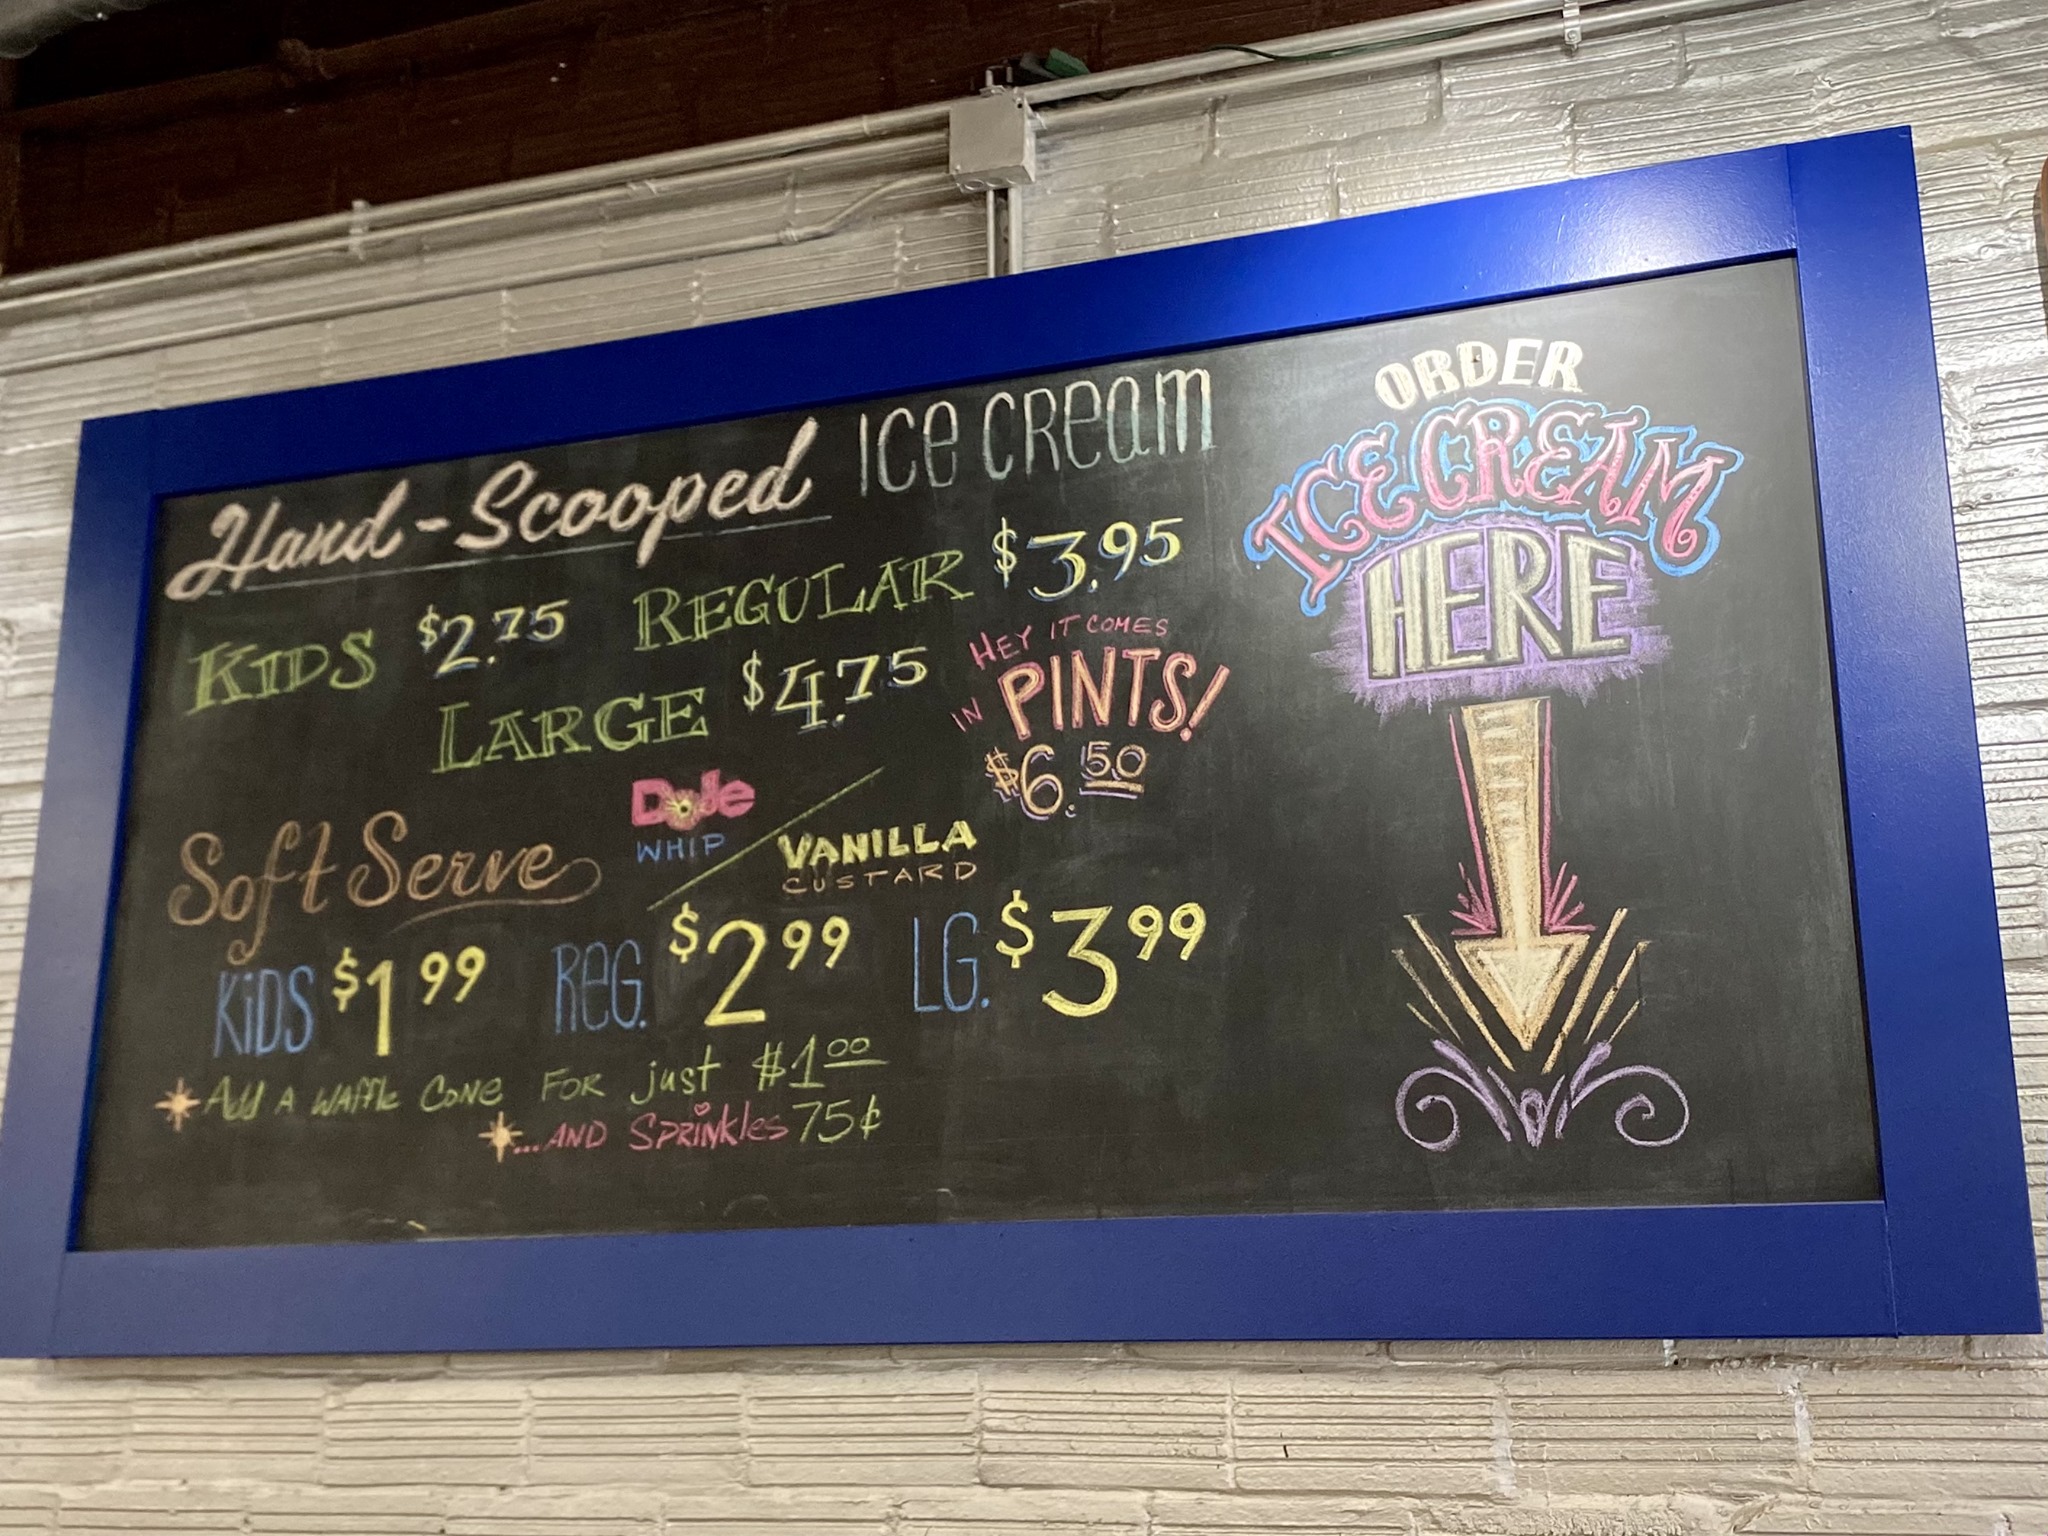 Hand-Scooped ICe CReam
KIDS $2.75 REGULAR $3.95
LARGE $4.75
HEY IT COMES
IN PINTS!
$6.50
Soft Serve
Dole
WHIP
VANILLA
CUSTARD
KiDS $1 99 ReG. $2 99 LG. $3 99
Add A WAffle CoNe FoR just $1 00
...AND SPRiNkles 75¢
ORDER
ICE CREAM
HERE